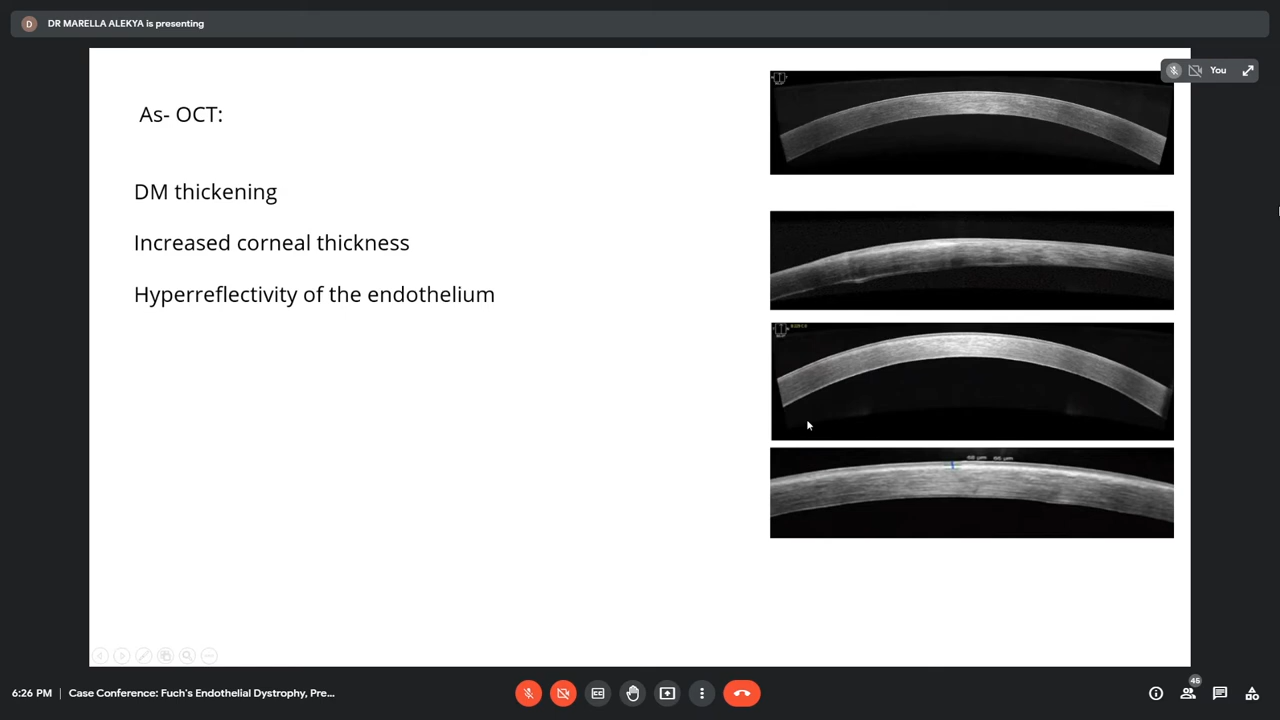 D DR MARELLA ALEKYA is presenting
You
As- OCT:
DM thickening
Increased corneal thickness
Hyperreflectivity of the endothelium
45
6:26 PM | Case Conference: Fuch's Endothelial Dystrophy, Pre...